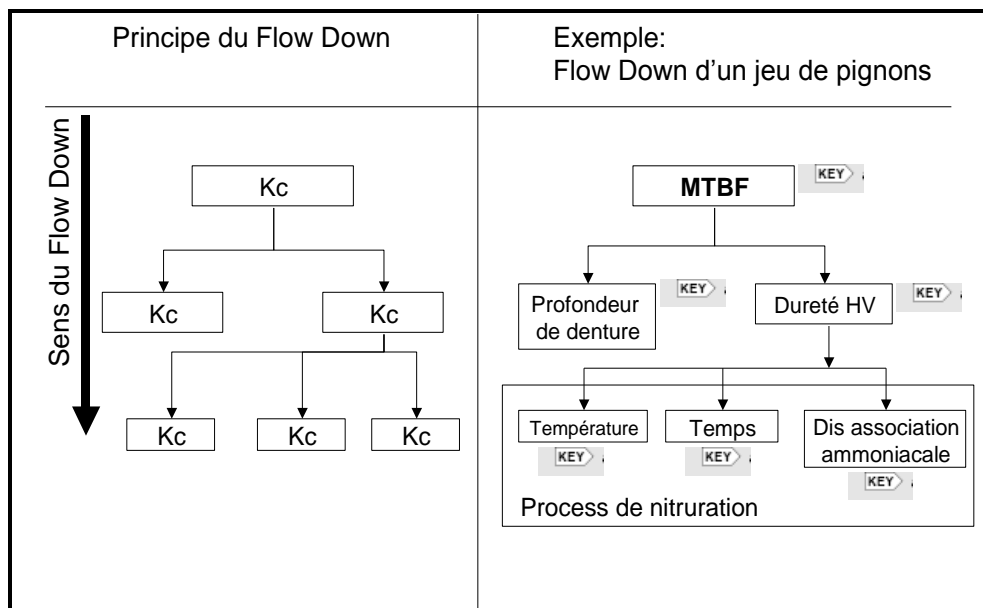 Principe du Flow Down
Sens du Flow Down
Kc
Kc
Kc
Kc
Kc
Kc
Exemple:
Flow Down d'un jeu de pignons
MTBF
KEY
Profondeur
de denture
KEY
Dureté HV
KEY
Température
KEY
Temps
KEY
Dis association
ammoniacale
KEY
Process de nitruration